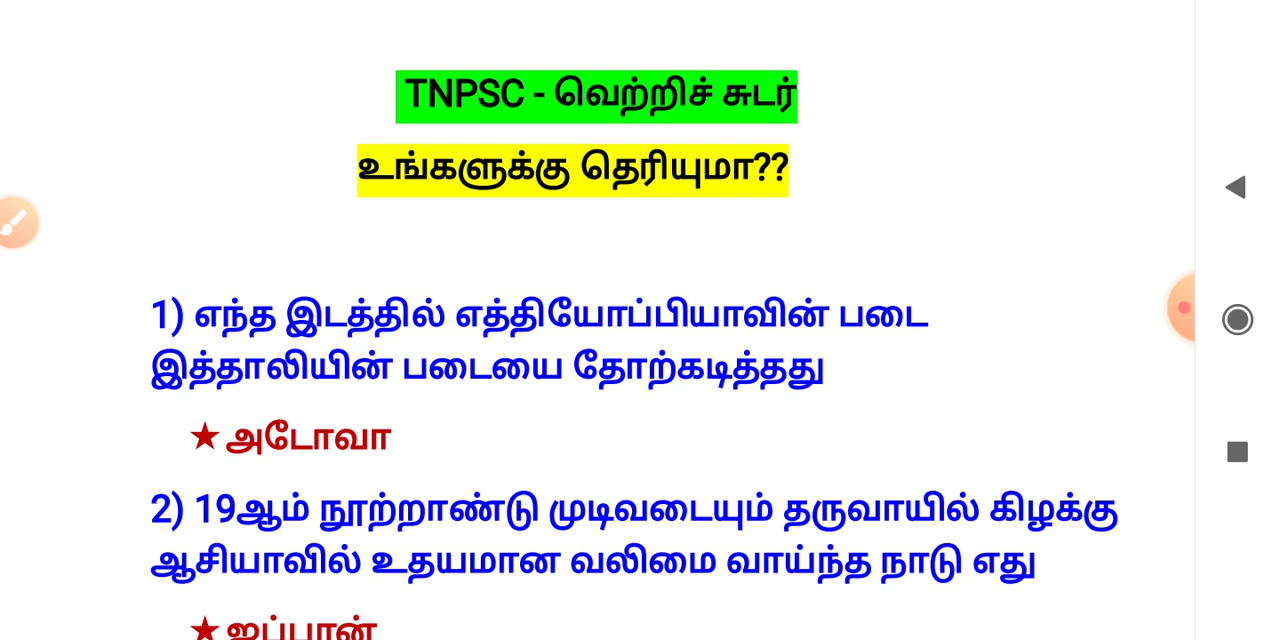 TNPSC - வெற்றிச் சுடர்
உங்களுக்கு தெரியுமா??
1) எந்த இடத்தில் எத்தியோப்பியாவின் படை
இத்தாலியின் படையை தோற்கடித்தது
★ அடோவா
2) 19ஆம் நூற்றாண்டு முடிவடையும் தருவாயில் கிழக்கு
ஆசியாவில் உதயமான வலிமை வாய்ந்த நாடு எது
★ ஜப்பான்